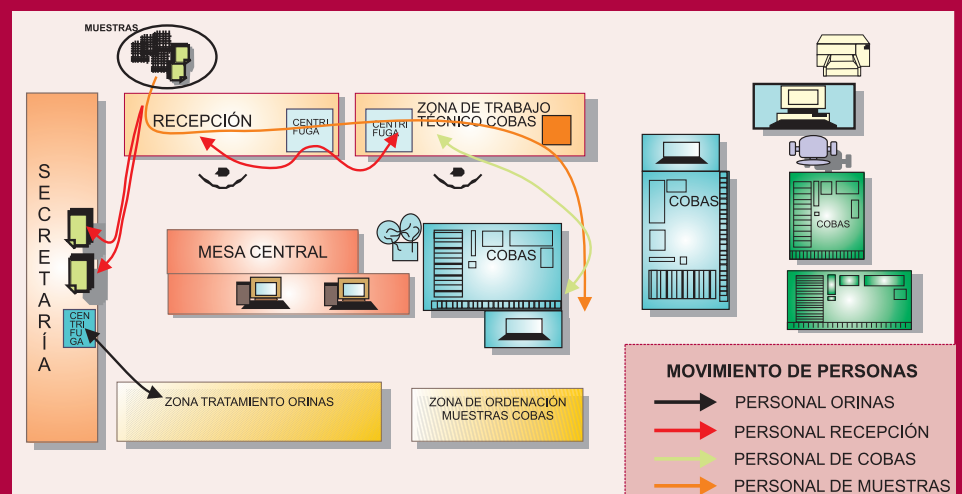 MUESTRAS
RECEPCIÓN
CENTRI
FUGA
CENTRI
FUGA
ZONA DE TRABAJO
TÉCNICO COBAS
S
E
C
R
E
T
A
R
Í
A
CEN
TRI
FU
GA
MESA CENTRAL
COBAS
COBAS
COBAS
ZONA TRATAMIENTO ORINAS
ZONA DE ORDENACIÓN
MUESTRAS COBAS
MOVIMIENTO DE PERSONAS
PERSONAL ORINAS
PERSONAL RECEPCIÓN
PERSONAL DE COBAS
PERSONAL DE MUESTRAS